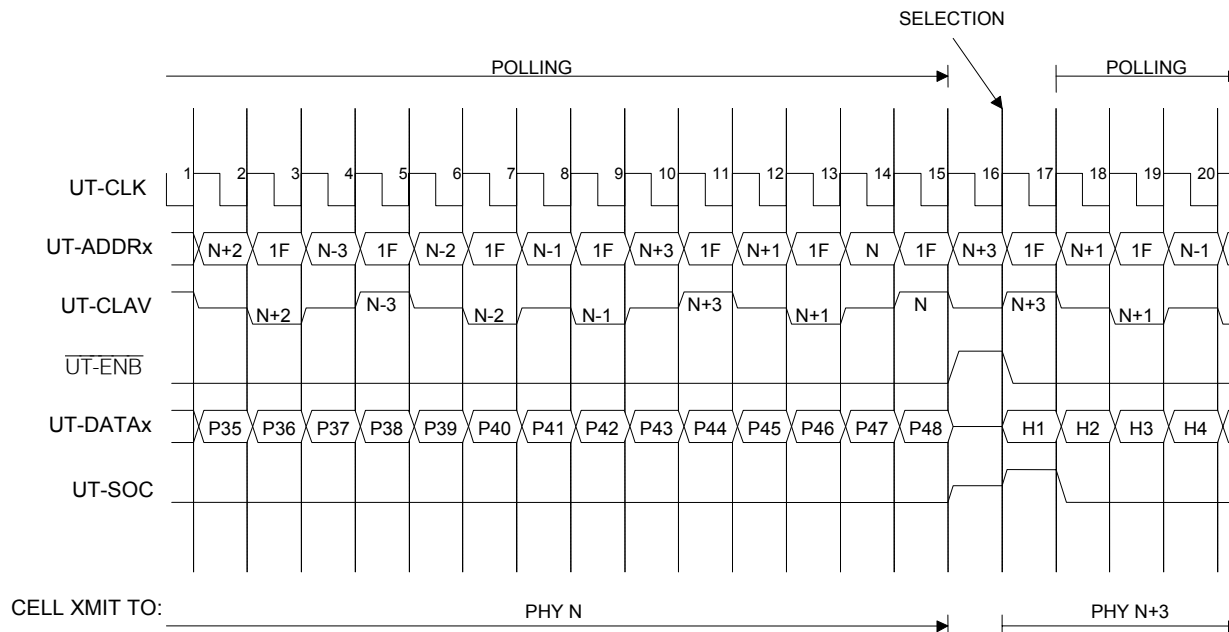 SELECTION
POLLING POLLING
UT-CLK 1 2 3 4 5 6 7 8 9 10 11 12 13 14 15 16 17 18 19 20
UT-ADDRx N+2 1F N-3 1F N-2 1F N-1 1F N+3 1F N+1 1F N 1F N+3 1F N+1 1F N-1
UT-CLAV N+2 N-3 N-2 N-1 N+3 N+1 N N+3 N+1
UT-ENB
UT-DATAx P35 P36 P37 P38 P39 P40 P41 P42 P43 P44 P45 P46 P47 P48 H1 H2 H3 H4
UT-SOC
CELL XMIT TO: PHY N PHY N+3